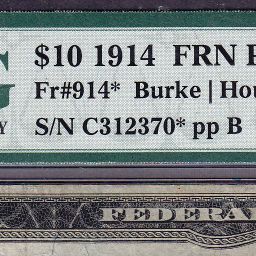 $10 1914 FRN
Fr#914* Burke | Hou
S/N C312370* pp B
FEDERA